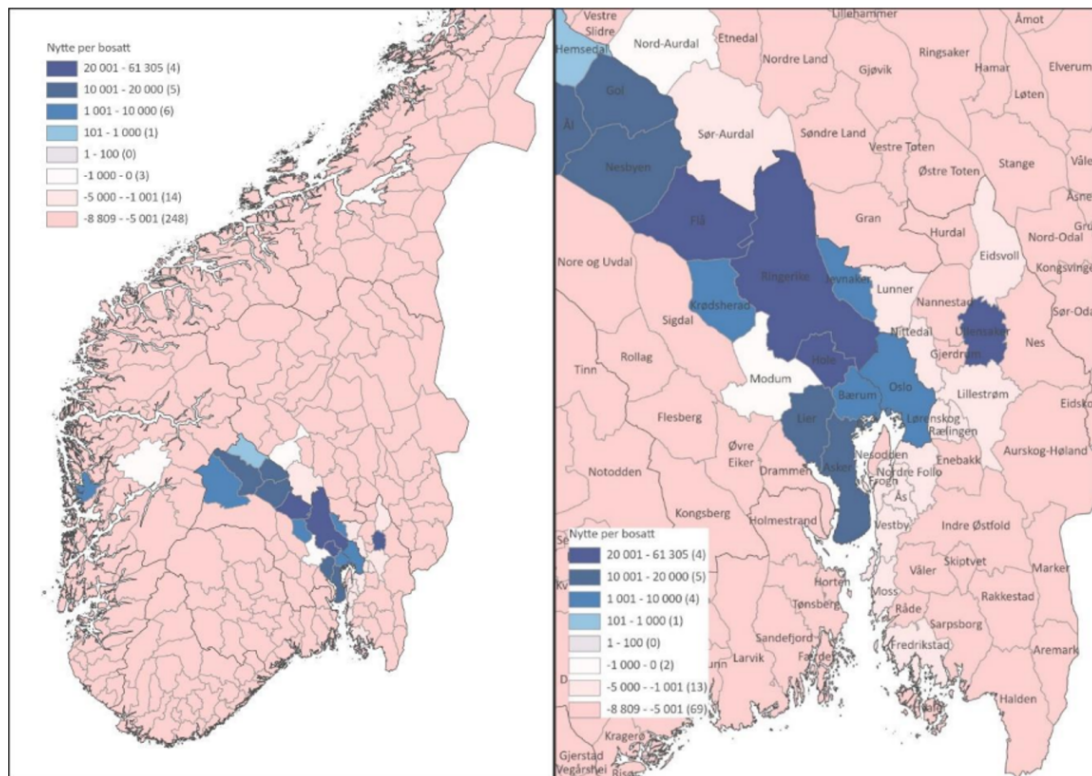 Nytte per bosatt
20 001 - 61 305 (4)
10 001 - 20 000 (5)
1 001 - 10 000 (6)
101 - 1 000 (1)
1 - 100 (0)
-1 000 - 0 (3)
-5 000 - -1 001 (14)
-8 809 - -5 001 (248)
Vestre
Slidre
Lillehammer
Åmot
Hemsedal
Nord-Aurdal
Etnedal
Ringsaker
Nordre Land
Gjøvik
Hamar
Elverum
Gol
Løten
Ål
Sør-Aurdal
Søndre Land
Vestre Toten
Stange
Nesbyen
Østre Toten
Våle
Flå
Gran
Hurdal
Nord-Odal
Nore og Uvdal
Ringerike
Jevnaker
Lunner
Eidsvoll
Kongsvinge
Krødsherad
Nannestad
Sigdal
Nittedal
Ullensaker
Sør-Oda
Rollag
Hole
Gjerdrum
Nes
Tinn
Modum
Bærum
Oslo
Lillestrøm
Eidsko
Flesberg
Lier
Lørenskog
Rælingen
Aurskog-Høland
Øvre
Eiker
Notodden
Drammen
Asker
Nesodden
Enebakk
Nordre Follo
Frogn
Ås
Kongsberg
Holmestrand
Vestby
Indre Østfold
Nytte per bosatt
20 001 - 61 305 (4)
10 001 - 20 000 (5)
1 001 - 10 000 (4)
101 - 1 000 (1)
1 - 100 (0)
-1 000 - 0 (2)
-5 000 - -1 001 (13)
-8 809 - -5 001 (69)
Skiptvet
Våler
Marker
Horten
Moss
Tønsberg
Råde
Rakkestad
Sarpsborg
Sandefjord
Fredrikstad
Færder
Larvik
Aremark
Halden
Kragerø
Gjerstad
Vegårshei